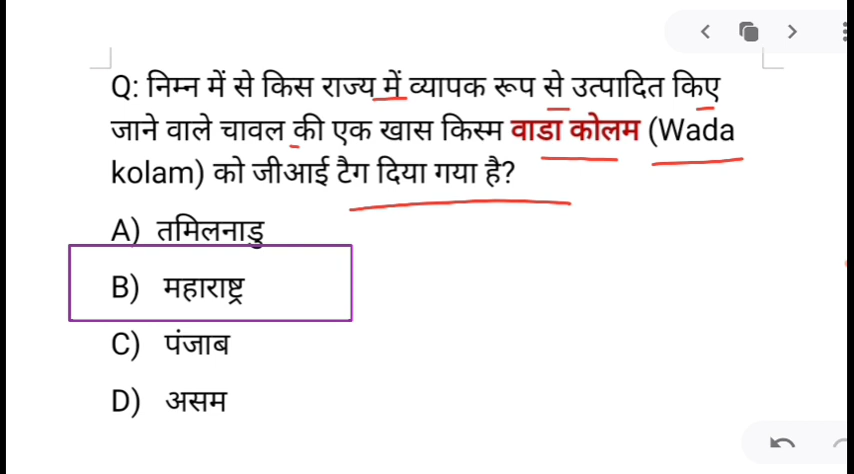 Q: निम्न में से किस राज्य में व्यापक रूप से उत्पादित किए
जाने वाले चावल की एक खास किस्म वाडा कोलम (Wada
kolam) को जीआई टैग दिया गया है?
A) तमिलनाडु
B) महाराष्ट्र
C) पंजाब
D) असम